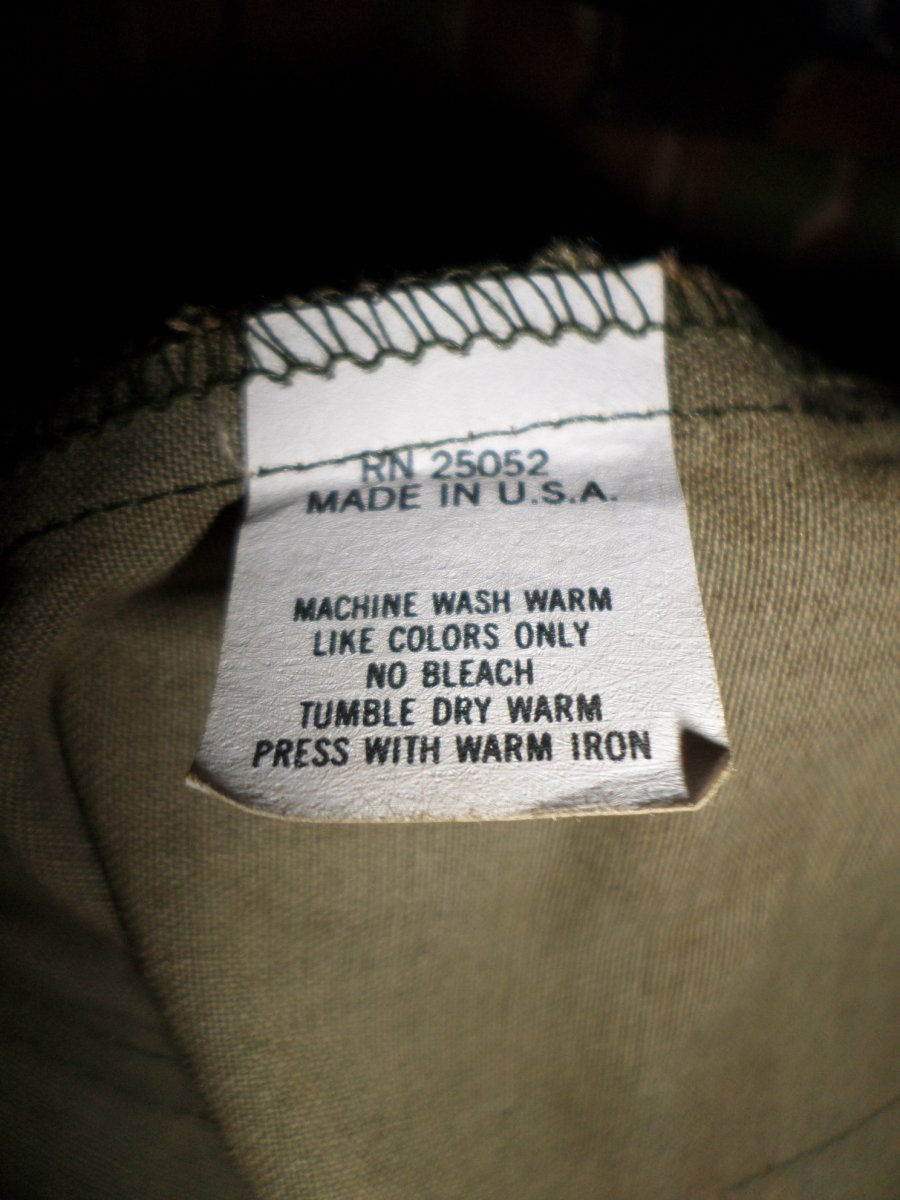 RN 25052
MADE IN U.S.A.
MACHINE WASH WARM
LIKE COLORS ONLY
NO BLEACH
TUMBLE DRY WARM
PRESS WITH WARM IRON